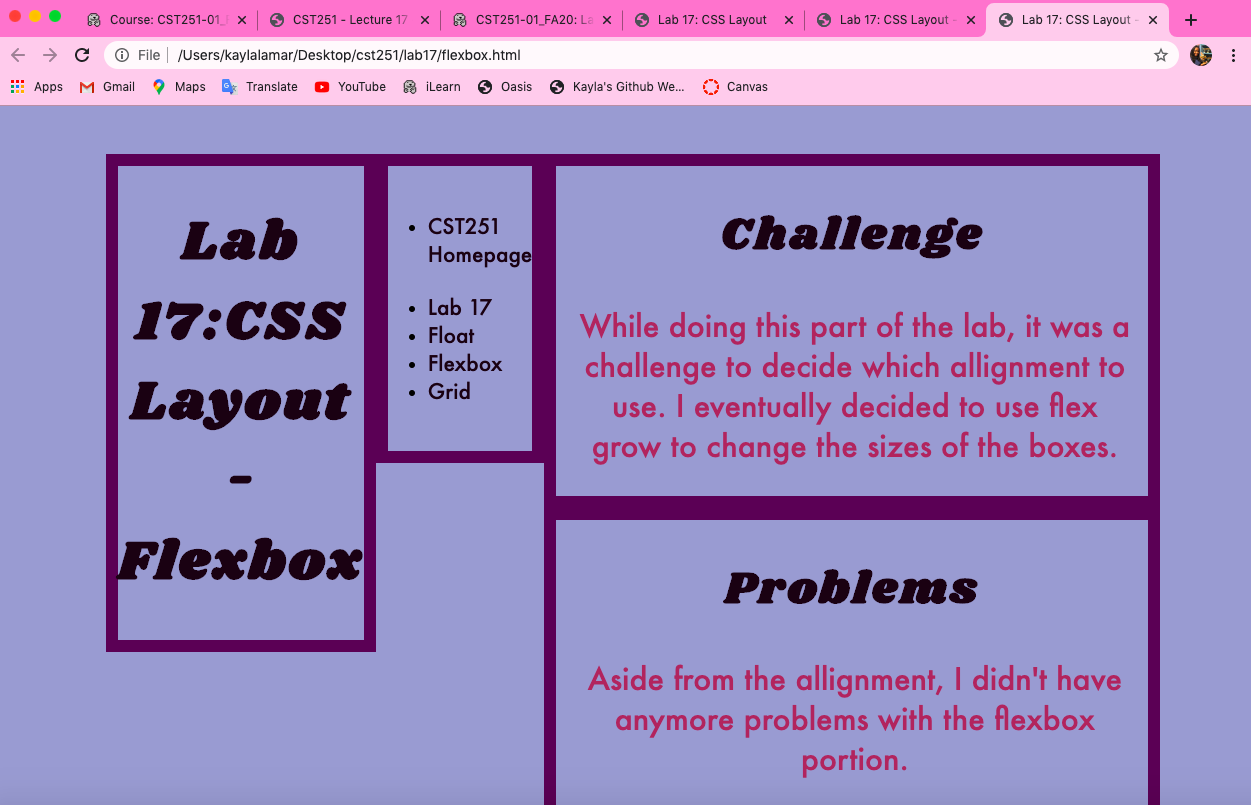 Course: CST251-01_F
CST251 - Lecture 17
CST251-01_FA20: La
Lab 17: CSS Layout
Lab 17: CSS Layout -
Lab 17: CSS Layout -
File /Users/kaylalamar/Desktop/cst251/lab17/flexbox.html
Apps Gmail Maps Translate YouTube iLearn Oasis Kayla's Github We... Canvas
Lab
17:CSS
Layout
-
Flexbox
• CST251
Homepage
• Lab 17
• Float
• Flexbox
• Grid
Challenge
While doing this part of the lab, it was a
challenge to decide which allignment to
use. I eventually decided to use flex
grow to change the sizes of the boxes.
Problems
Aside from the allignment, I didn't have
anymore problems with the flexbox
portion.